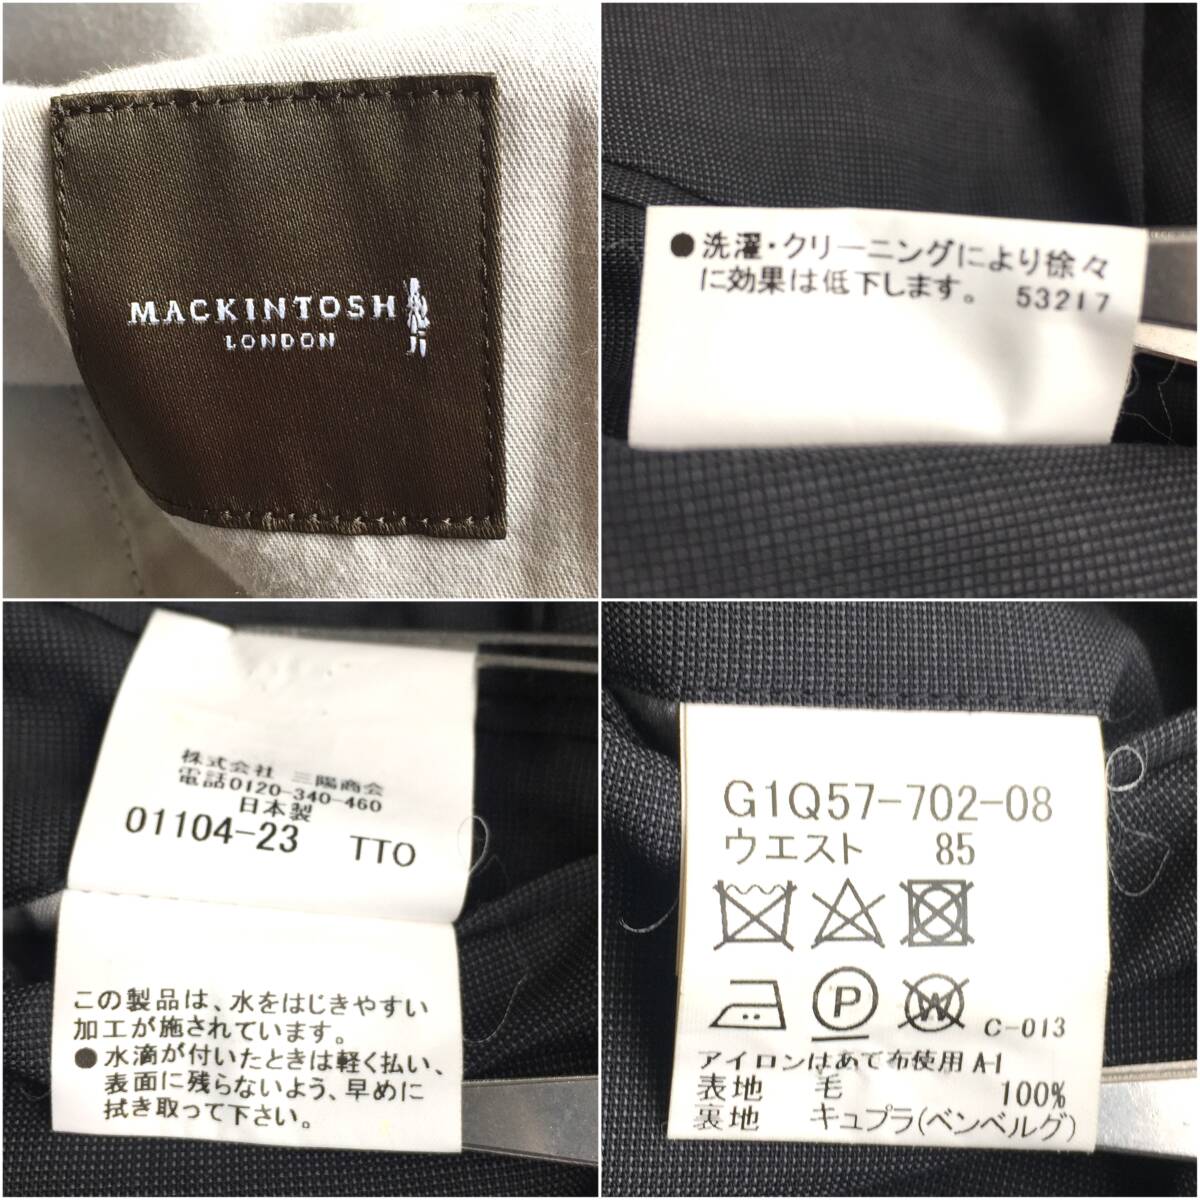 MACKINTOSH
LONDON
●洗濯・クリーニングにより徐々
に効果は低下します。 53217
株式会社 三陽商会
電話0120-340-460
日本製
01104-23 TTO
この製品は、水をはじきやすい
加工が施されています。
●水滴が付いたときは軽く払い、
表面に残らないよう、早めに
拭き取って下さい。
G1Q57-702-08
ウエスト 85
P W C-013
アイロンはあて布使用 A-1
表地 毛 100%
裏地 キュプラ(ベンベルグ)